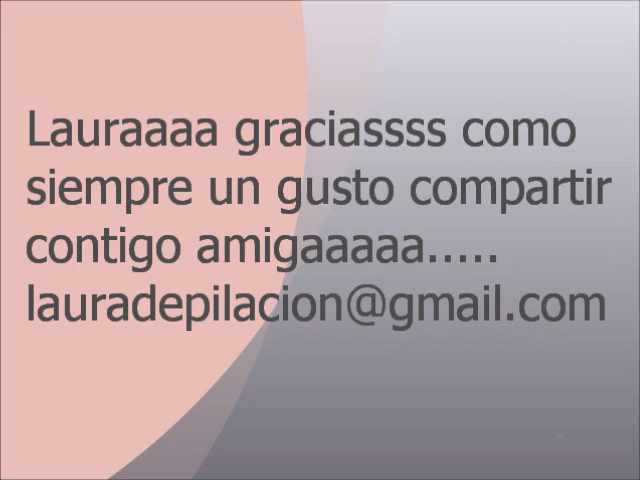 Lauraaaa graciassss como
siempre un gusto compartir
contigo amigaaaaa.....
lauradepilacion@gmail.com